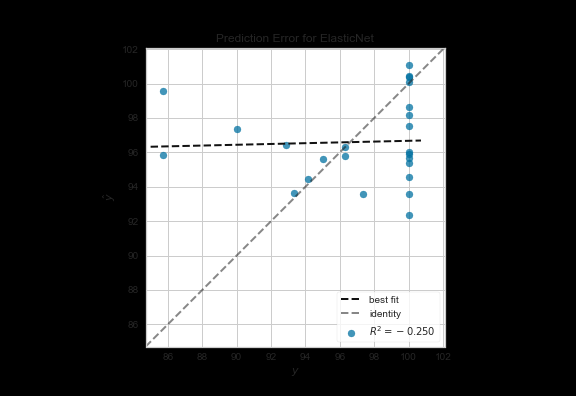 Prediction Error for ElasticNet
102
100
98
96
94
92
90
88
86
ŷ
best fit
identity
R² = −0.250
86 88 90 92 94 96 98 100 102
y